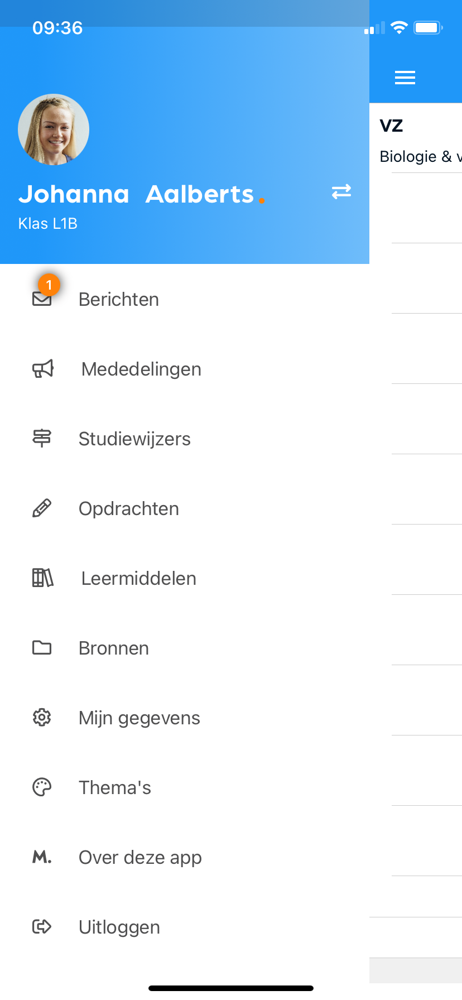 09:36
Johanna Aalberts.
Klas L1B
VZ
Biologie &
1
Berichten
Mededelingen
Studiewijzers
Opdrachten
Leermiddelen
Bronnen
Mijn gegevens
Thema's
M. Over deze app
Uitloggen